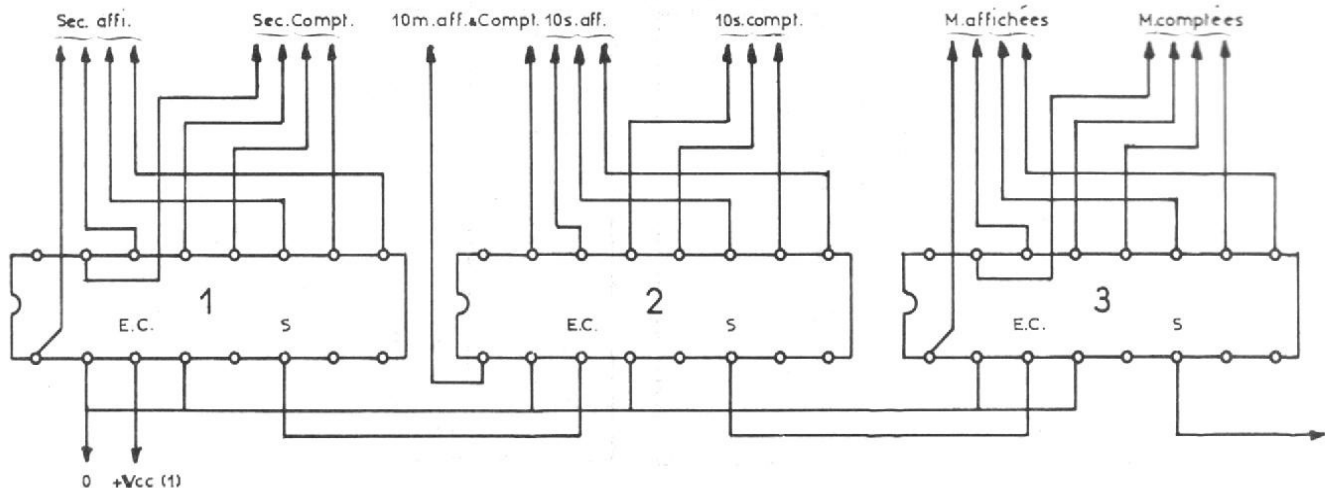 Sec. affi. Sec.Compt. 10m.aff.&Compt. 10s.aff. 10s.compt. M.affichées M.comptées
1 2 3
E.C. S E.C. S E.C. S
0 +Vcc (1)